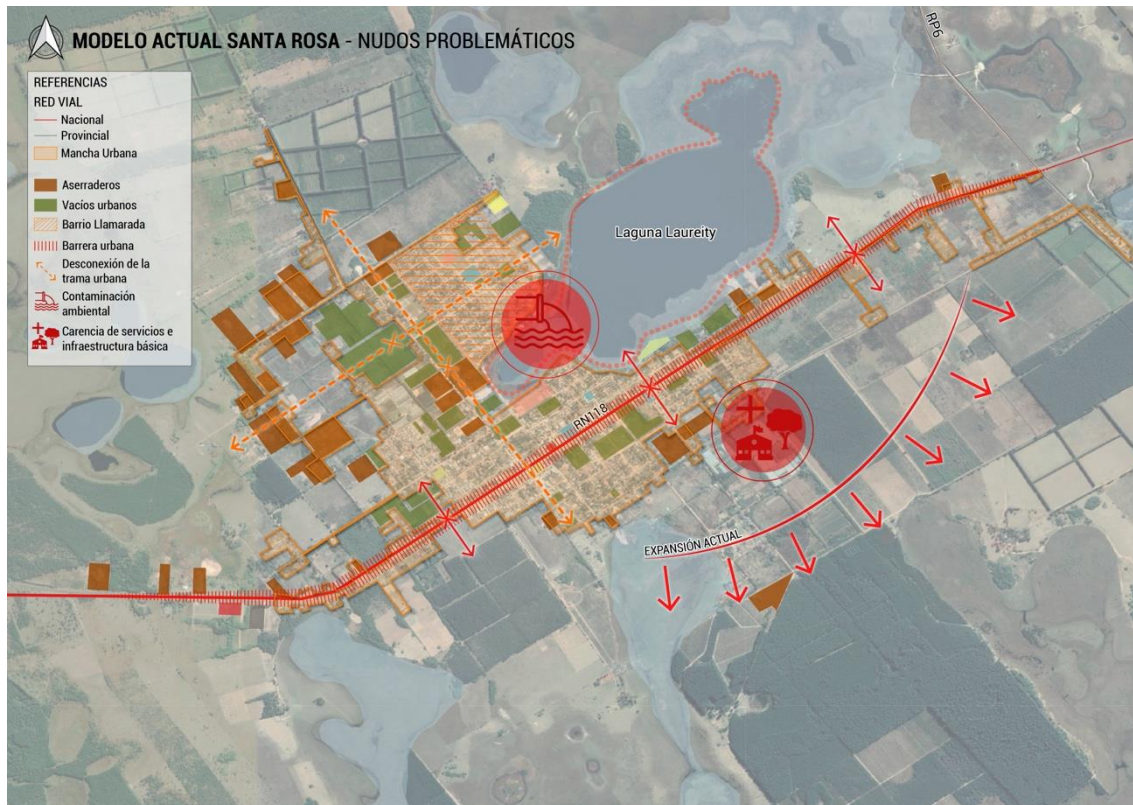 MODELO ACTUAL SANTA ROSA - NUDOS PROBLEMÁTICOS
REFERENCIAS
RED VIAL
Nacional
Provincial
Mancha Urbana
Aserraderos
Vacíos urbanos
Barrio Llamarada
Barrera urbana
Desconexión de la
trama urbana
Contaminación
ambiental
Carencia de servicios e
infraestructura básica
RP6
Laguna Laureity
RN118
EXPANSIÓN ACTUAL